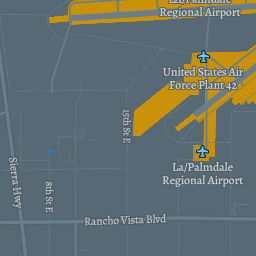 LA/Palmdale
Regional Airport
United States Air
Force Plant 42
15th St E
La/Palmdale
Regional Airport
Sierra Hwy
8th St E
Rancho Vista Blvd